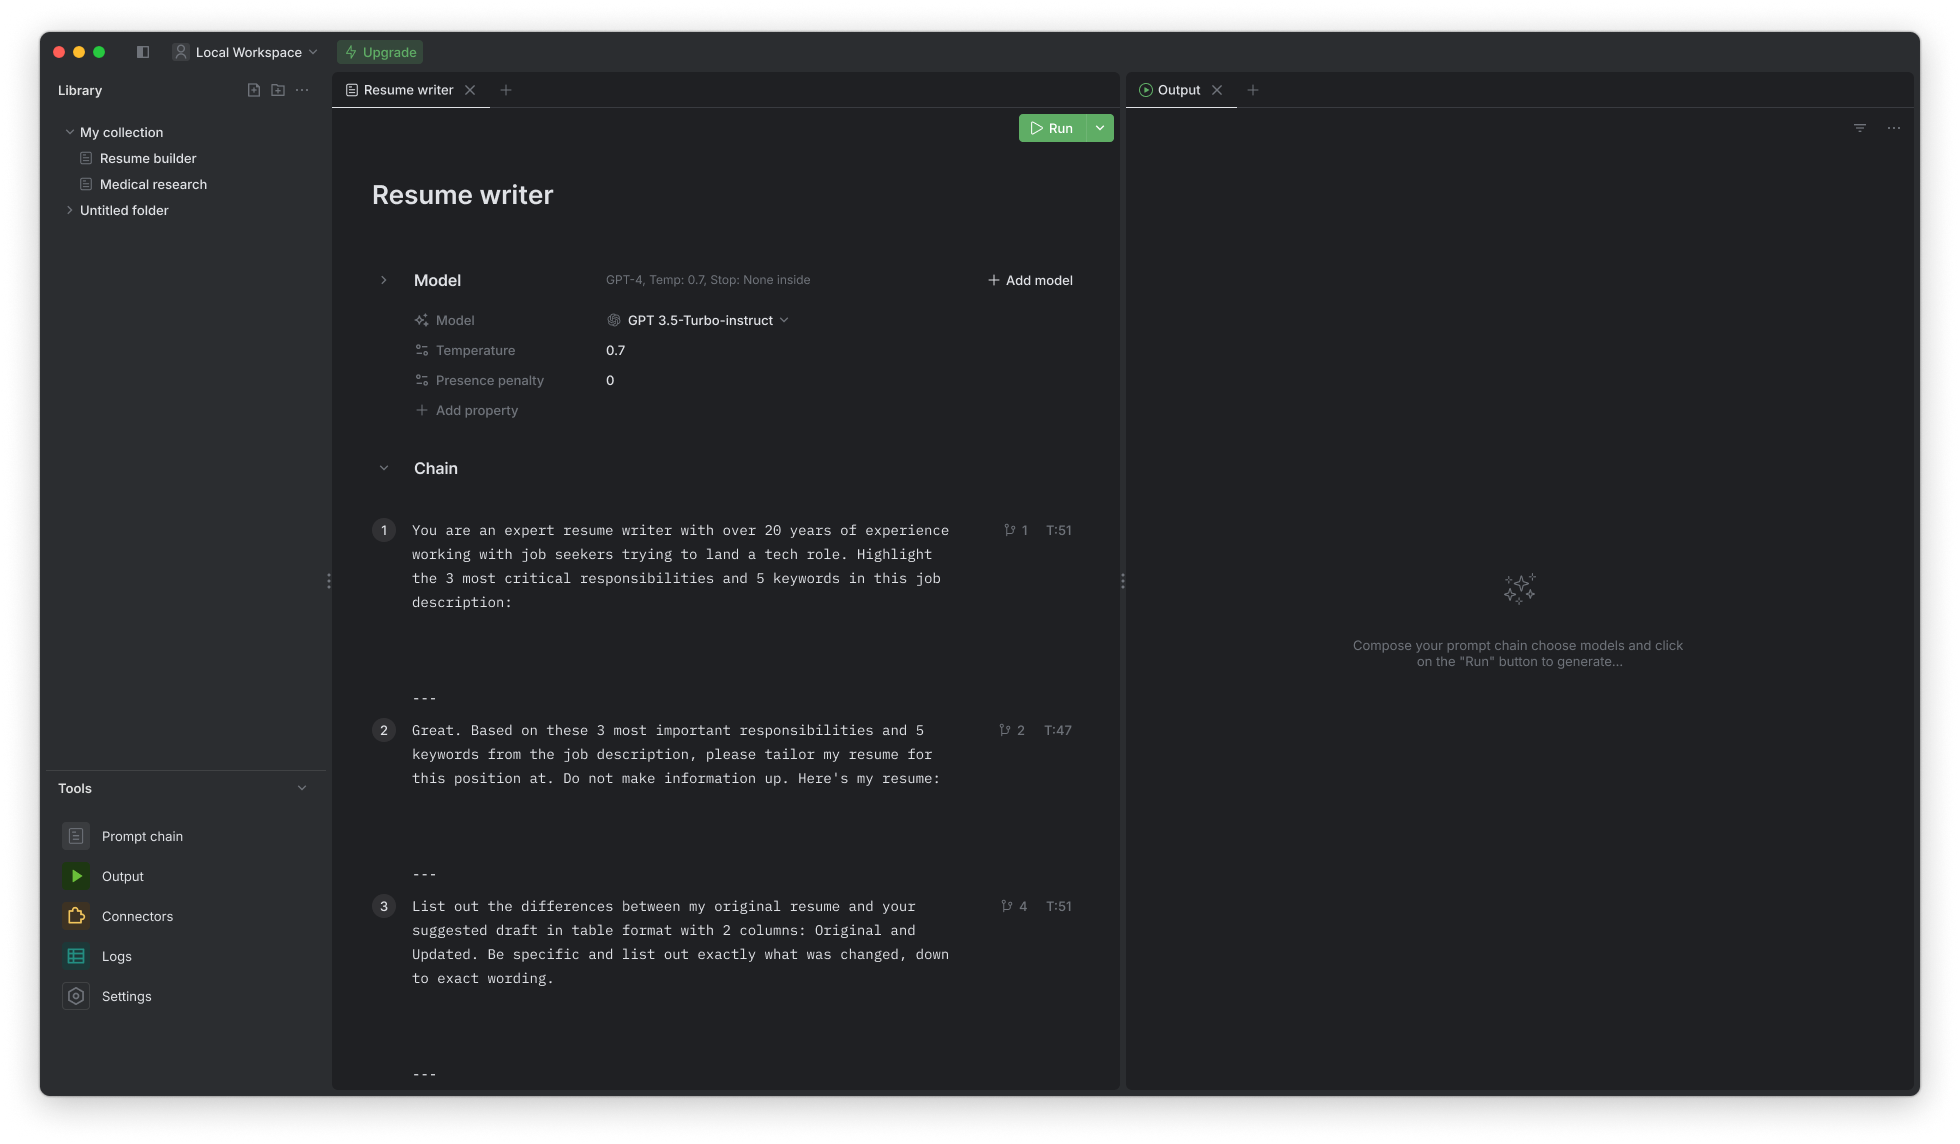 Local Workspace
Upgrade
Library
My collection
Resume builder
Medical research
Untitled folder
Tools
Prompt chain
Output
Connectors
Logs
Settings
Resume writer
Run
Resume writer
Model
GPT-4, Temp: 0.7, Stop: None inside
Add model
Model
GPT 3.5-Turbo-instruct
Temperature
0.7
Presence penalty
0
Add property
Chain
1
You are an expert resume writer with over 20 years of experience
working with job seekers trying to land a tech role. Highlight
the 3 most critical responsibilities and 5 keywords in this job
description:
1
T:51
---
2
Great. Based on these 3 most important responsibilities and 5
keywords from the job description, please tailor my resume for
this position at. Do not make information up. Here's my resume:
2
T:47
---
3
List out the differences between my original resume and your
suggested draft in table format with 2 columns: Original and
Updated. Be specific and list out exactly what was changed, down
to exact wording.
4
T:51
---
Output
Compose your prompt chain choose models and click
on the "Run" button to generate...